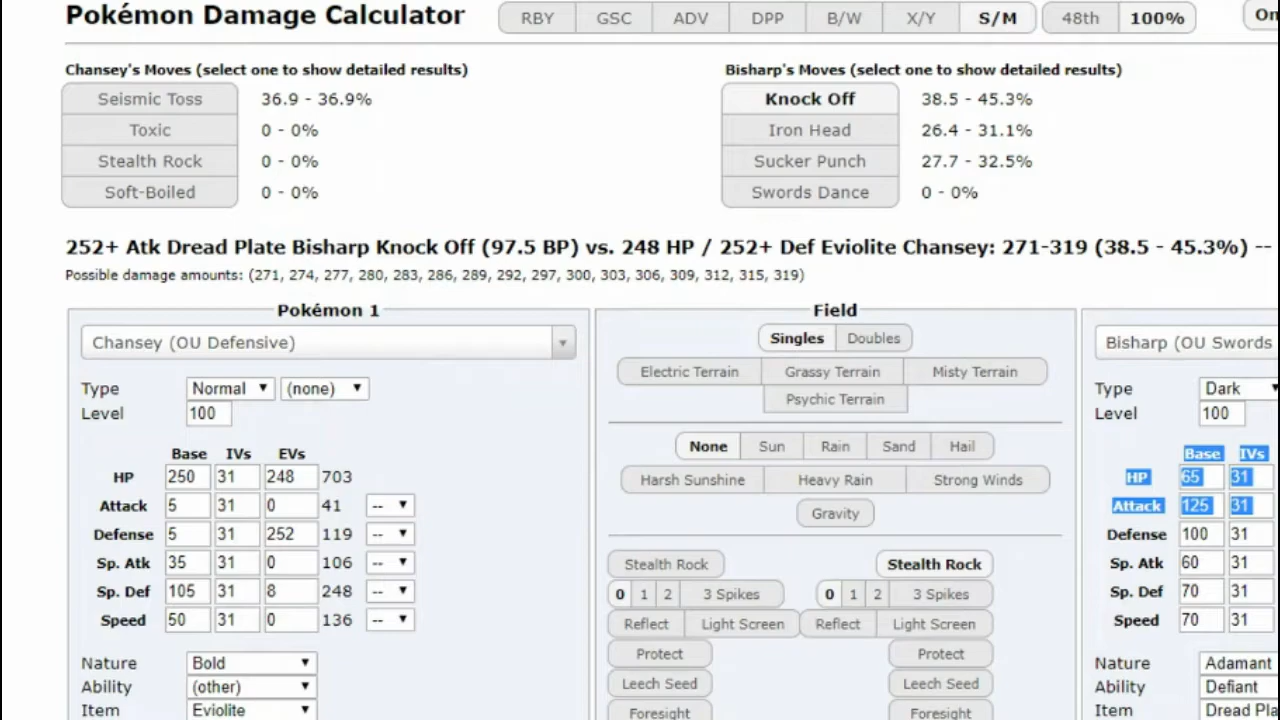 Pokémon Damage Calculator RBY GSC ADV DPP B/W X/Y S/M 48th 100% On
Chansey's Moves (select one to show detailed results) Bisharp's Moves (select one to show detailed results)
Seismic Toss 36.9 - 36.9% Knock Off 38.5 - 45.3%
Toxic 0 - 0% Iron Head 26.4 - 31.1%
Stealth Rock 0 - 0% Sucker Punch 27.7 - 32.5%
Soft-Boiled 0 - 0% Swords Dance 0 - 0%
252+ Atk Dread Plate Bisharp Knock Off (97.5 BP) vs. 248 HP / 252+ Def Eviolite Chansey: 271-319 (38.5 - 45.3%) --
Possible damage amounts: (271, 274, 277, 280, 283, 286, 289, 292, 297, 300, 303, 306, 309, 312, 315, 319)
Pokémon 1 Field
Chansey (OU Defensive) Singles Doubles Bisharp (OU Swords
Electric Terrain Grassy Terrain Misty Terrain
Type Normal (none) Psychic Terrain Type Dark
Level 100 Level 100
None Sun Rain Sand Hail
Base IVs EVs Base IVs
HP 250 31 248 703 Harsh Sunshine Heavy Rain Strong Winds HP 65 31
Attack 5 31 0 41 -- Gravity Attack 125 31
Defense 5 31 252 119 -- Defense 100 31
Sp. Atk 35 31 0 106 -- Stealth Rock Stealth Rock Sp. Atk 60 31
Sp. Def 105 31 8 248 -- 0 1 2 3 Spikes 0 1 2 3 Spikes Sp. Def 70 31
Speed 50 31 0 136 -- Reflect Light Screen Reflect Light Screen Speed 70 31
Nature Bold Protect Protect Nature Adamant
Ability (other) Leech Seed Leech Seed Ability Defiant
Item Eviolite Foresight Foresight Item Dread Pla